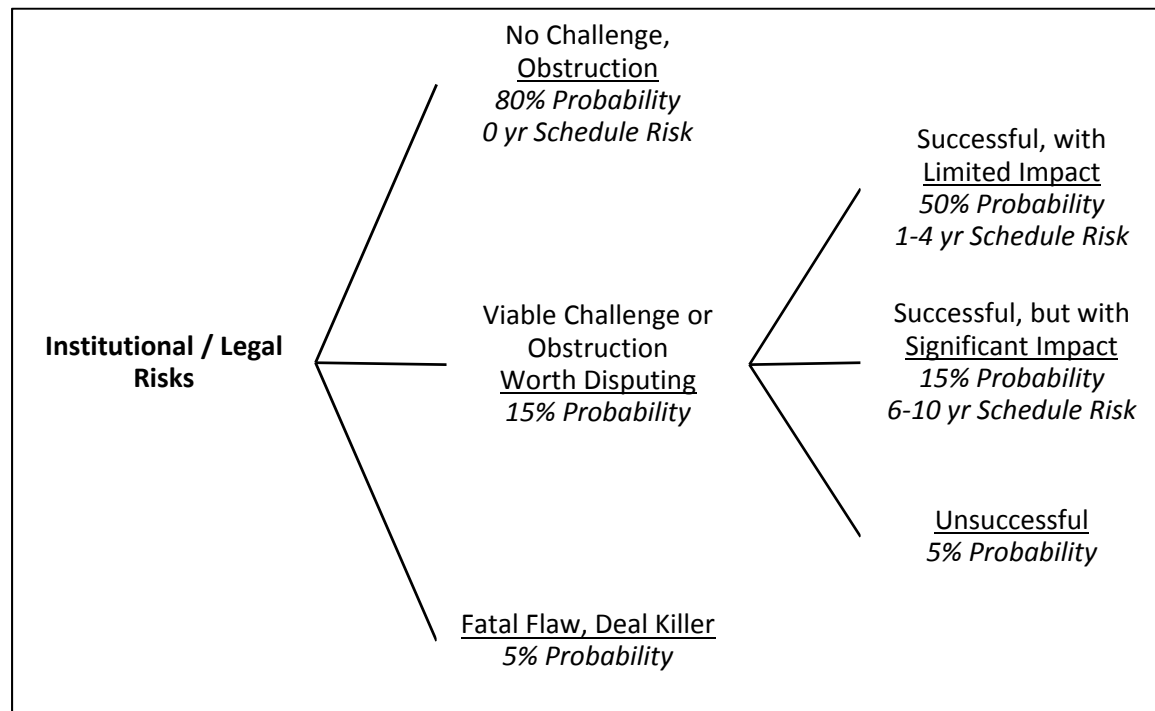 Institutional / Legal
Risks
No Challenge,
Obstruction
80% Probability
0 yr Schedule Risk
Viable Challenge or
Obstruction
Worth Disputing
15% Probability
Fatal Flaw, Deal Killer
5% Probability
Successful, with
Limited Impact
50% Probability
1-4 yr Schedule Risk
Successful, but with
Significant Impact
15% Probability
6-10 yr Schedule Risk
Unsuccessful
5% Probability